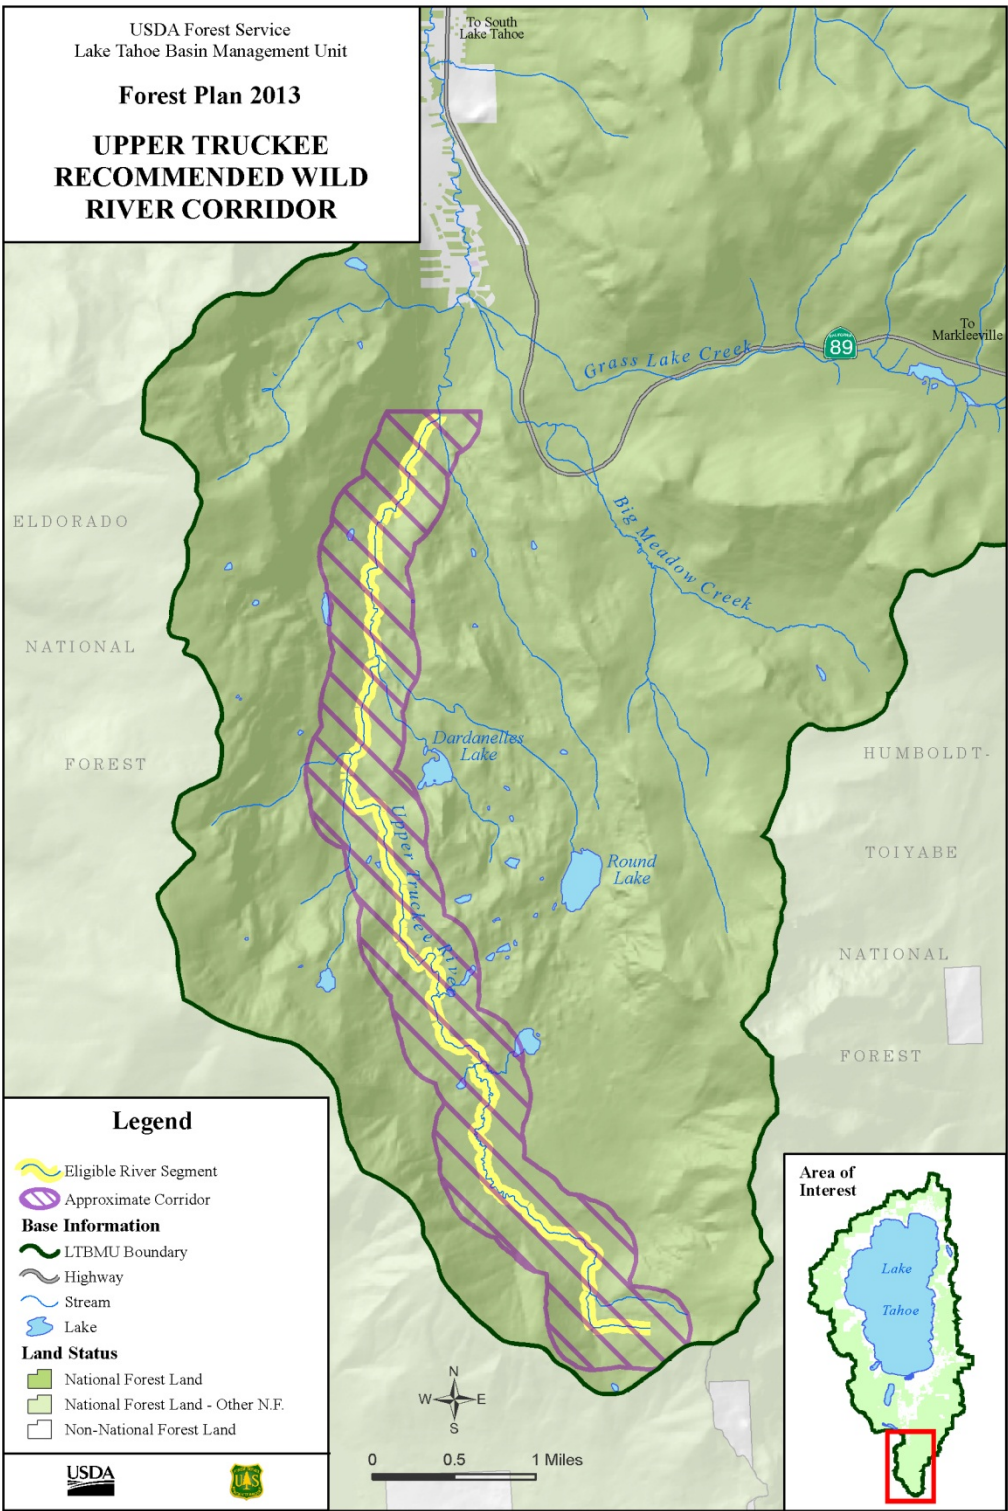 USDA Forest Service
Lake Tahoe Basin Management Unit
Forest Plan 2013
UPPER TRUCKEE
RECOMMENDED WILD
RIVER CORRIDOR
To South
Lake Tahoe
To
Markleeville
CALIFORNIA
89
Grass Lake Creek
Big Meadow Creek
ELDORADO
NATIONAL
FOREST
Dardanelles
Lake
Upper Truckee River
Round
Lake
HUMBOLDT-
TOIYABE
NATIONAL
FOREST
Legend
Eligible River Segment
Approximate Corridor
Base Information
LTBMU Boundary
Highway
Stream
Lake
Land Status
National Forest Land
National Forest Land - Other N.F.
Non-National Forest Land
USDA
U S
N
W E
S
0 0.5 1 Miles
Area of
Interest
Lake
Tahoe